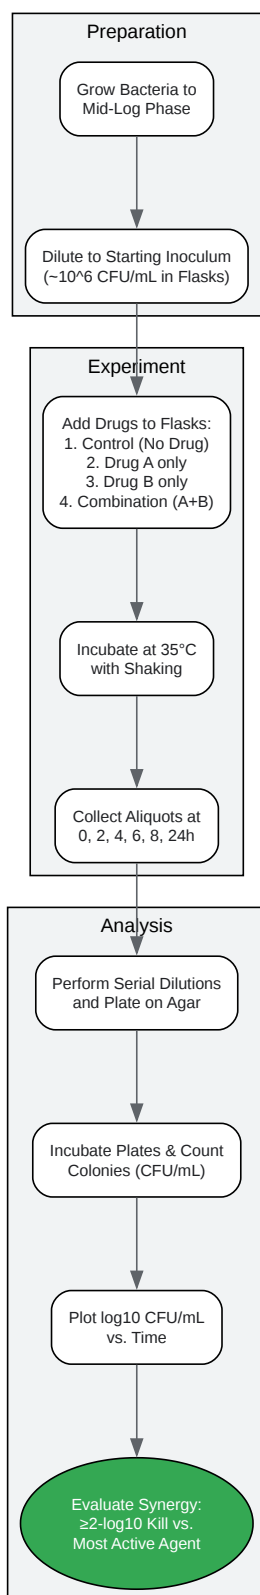 Preparation
Grow Bacteria to
Mid-Log Phase
Dilute to Starting Inoculum
(~10^6 CFU/mL in Flasks)
Experiment
Add Drugs to Flasks:
1. Control (No Drug)
2. Drug A only
3. Drug B only
4. Combination (A+B)
Incubate at 35°C
with Shaking
Collect Aliquots at
0, 2, 4, 6, 8, 24h
Analysis
Perform Serial Dilutions
and Plate on Agar
Incubate Plates & Count
Colonies (CFU/mL)
Plot log10 CFU/mL
vs. Time
Evaluate Synergy:
≥2-log10 Kill vs.
Most Active Agent